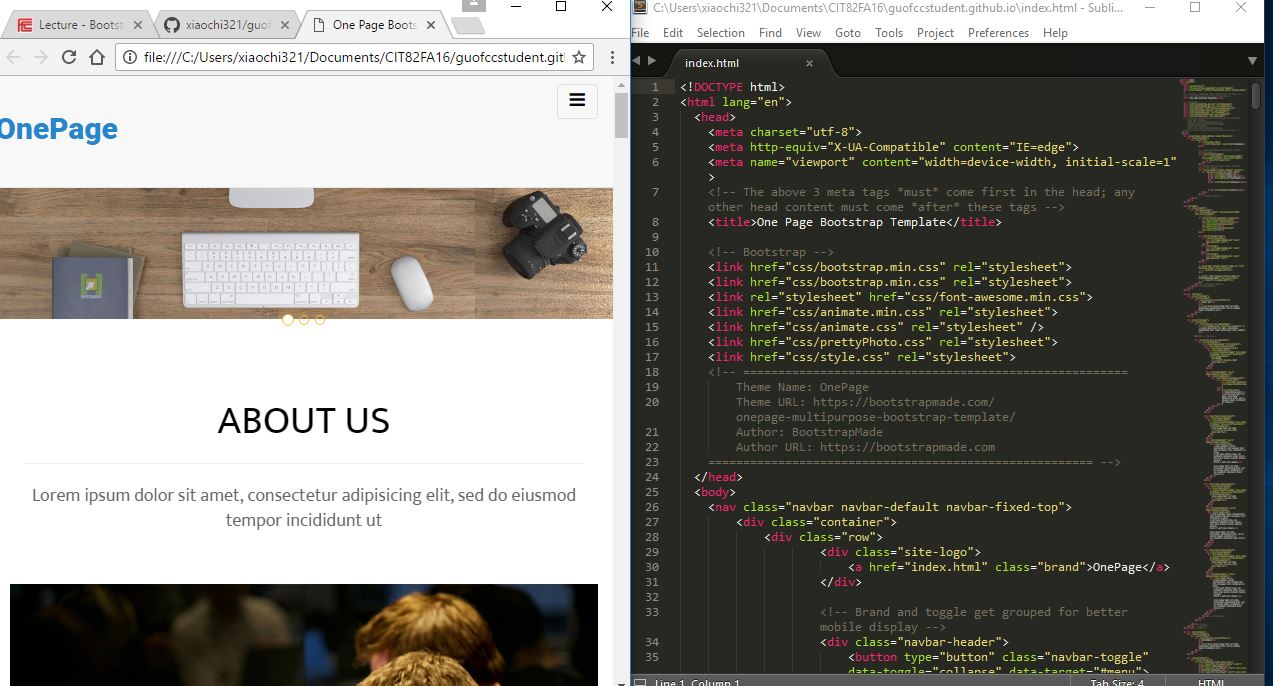 Lecture - Bootst
xiaochi321/guof
One Page Boots
file:///C:/Users/xiaochi321/Documents/CIT82FA16/guofccstudent.gitl
OnePage
ABOUT US
Lorem ipsum dolor sit amet, consectetur adipisicing elit, sed do eiusmod
tempor incididunt ut
C:\Users\xiaochi321\Documents\CIT82FA16\guofccstudent.github.io\index.html - Subli...
File Edit Selection Find View Goto Tools Project Preferences Help
index.html
1 <!DOCTYPE html>
2 <html lang="en">
3 <head>
4 <meta charset="utf-8">
5 <meta http-equiv="X-UA-Compatible" content="IE=edge">
6 <meta name="viewport" content="width=device-width, initial-scale=1"
>
7 <!-- The above 3 meta tags *must* come first in the head; any
other head content must come *after* these tags -->
8 <title>One Page Bootstrap Template</title>
9
10 <!-- Bootstrap -->
11 <link href="css/bootstrap.min.css" rel="stylesheet">
12 <link href="css/bootstrap.min.css" rel="stylesheet">
13 <link rel="stylesheet" href="css/font-awesome.min.css">
14 <link href="css/animate.min.css" rel="stylesheet">
15 <link href="css/animate.css" rel="stylesheet" />
16 <link href="css/prettyPhoto.css" rel="stylesheet">
17 <link href="css/style.css" rel="stylesheet">
18 <!-- =======================================================
19 Theme Name: OnePage
20 Theme URL: https://bootstrapmade.com/
onepage-multipurpose-bootstrap-template/
21 Author: BootstrapMade
22 Author URL: https://bootstrapmade.com
23 ======================================================= -->
24 </head>
25 <body>
26 <nav class="navbar navbar-default navbar-fixed-top">
27 <div class="container">
28 <div class="row">
29 <div class="site-logo">
30 <a href="index.html" class="brand">OnePage</a>
31 </div>
32
33 <!-- Brand and toggle get grouped for better
mobile display -->
34 <div class="navbar-header">
35 <button type="button" class="navbar-toggle"
data-toggle="collapse" data-target="#menu">
Line 1, Column 1
Tab Size: 4
HTML